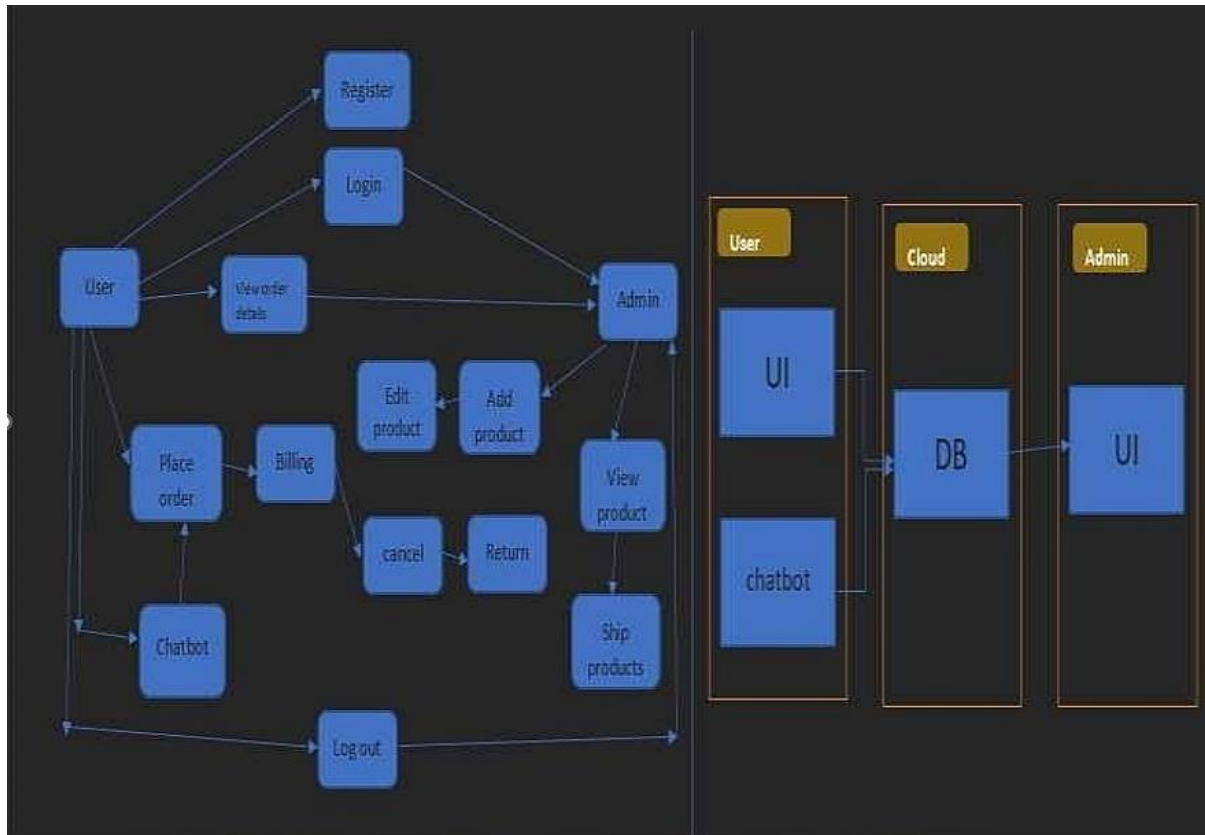 Register
Login
User
View order
details
Admin
Edit
product
Add
product
Place
order
Billing
View
product
cancel
Return
Chatbot
Ship
products
Log out
User
Cloud
Admin
UI
DB
UI
chatbot